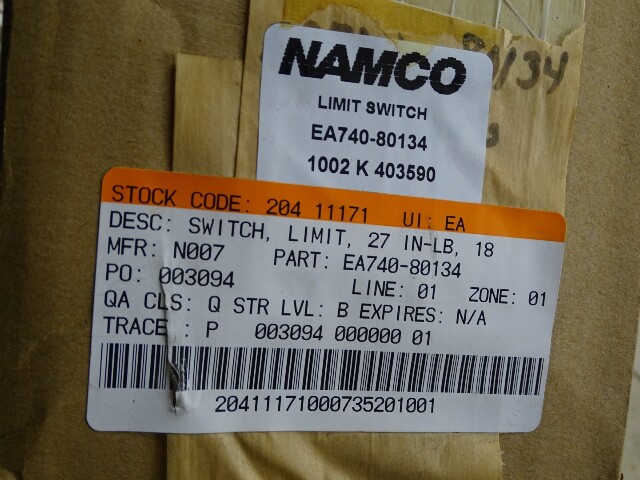 NAMCO
LIMIT SWITCH
EA740-80134
1002 K 403590
STOCK CODE: 204 11171 UI: EA
DESC: SWITCH, LIMIT, 27 IN-LB, 18
MFR: N007 PART: EA740-80134
PO: 003094 LINE: 01 ZONE: 01
QA CLS: Q STR LVL: B EXPIRES: N/A
TRACE: P 003094 000000 01
20411171000735201001